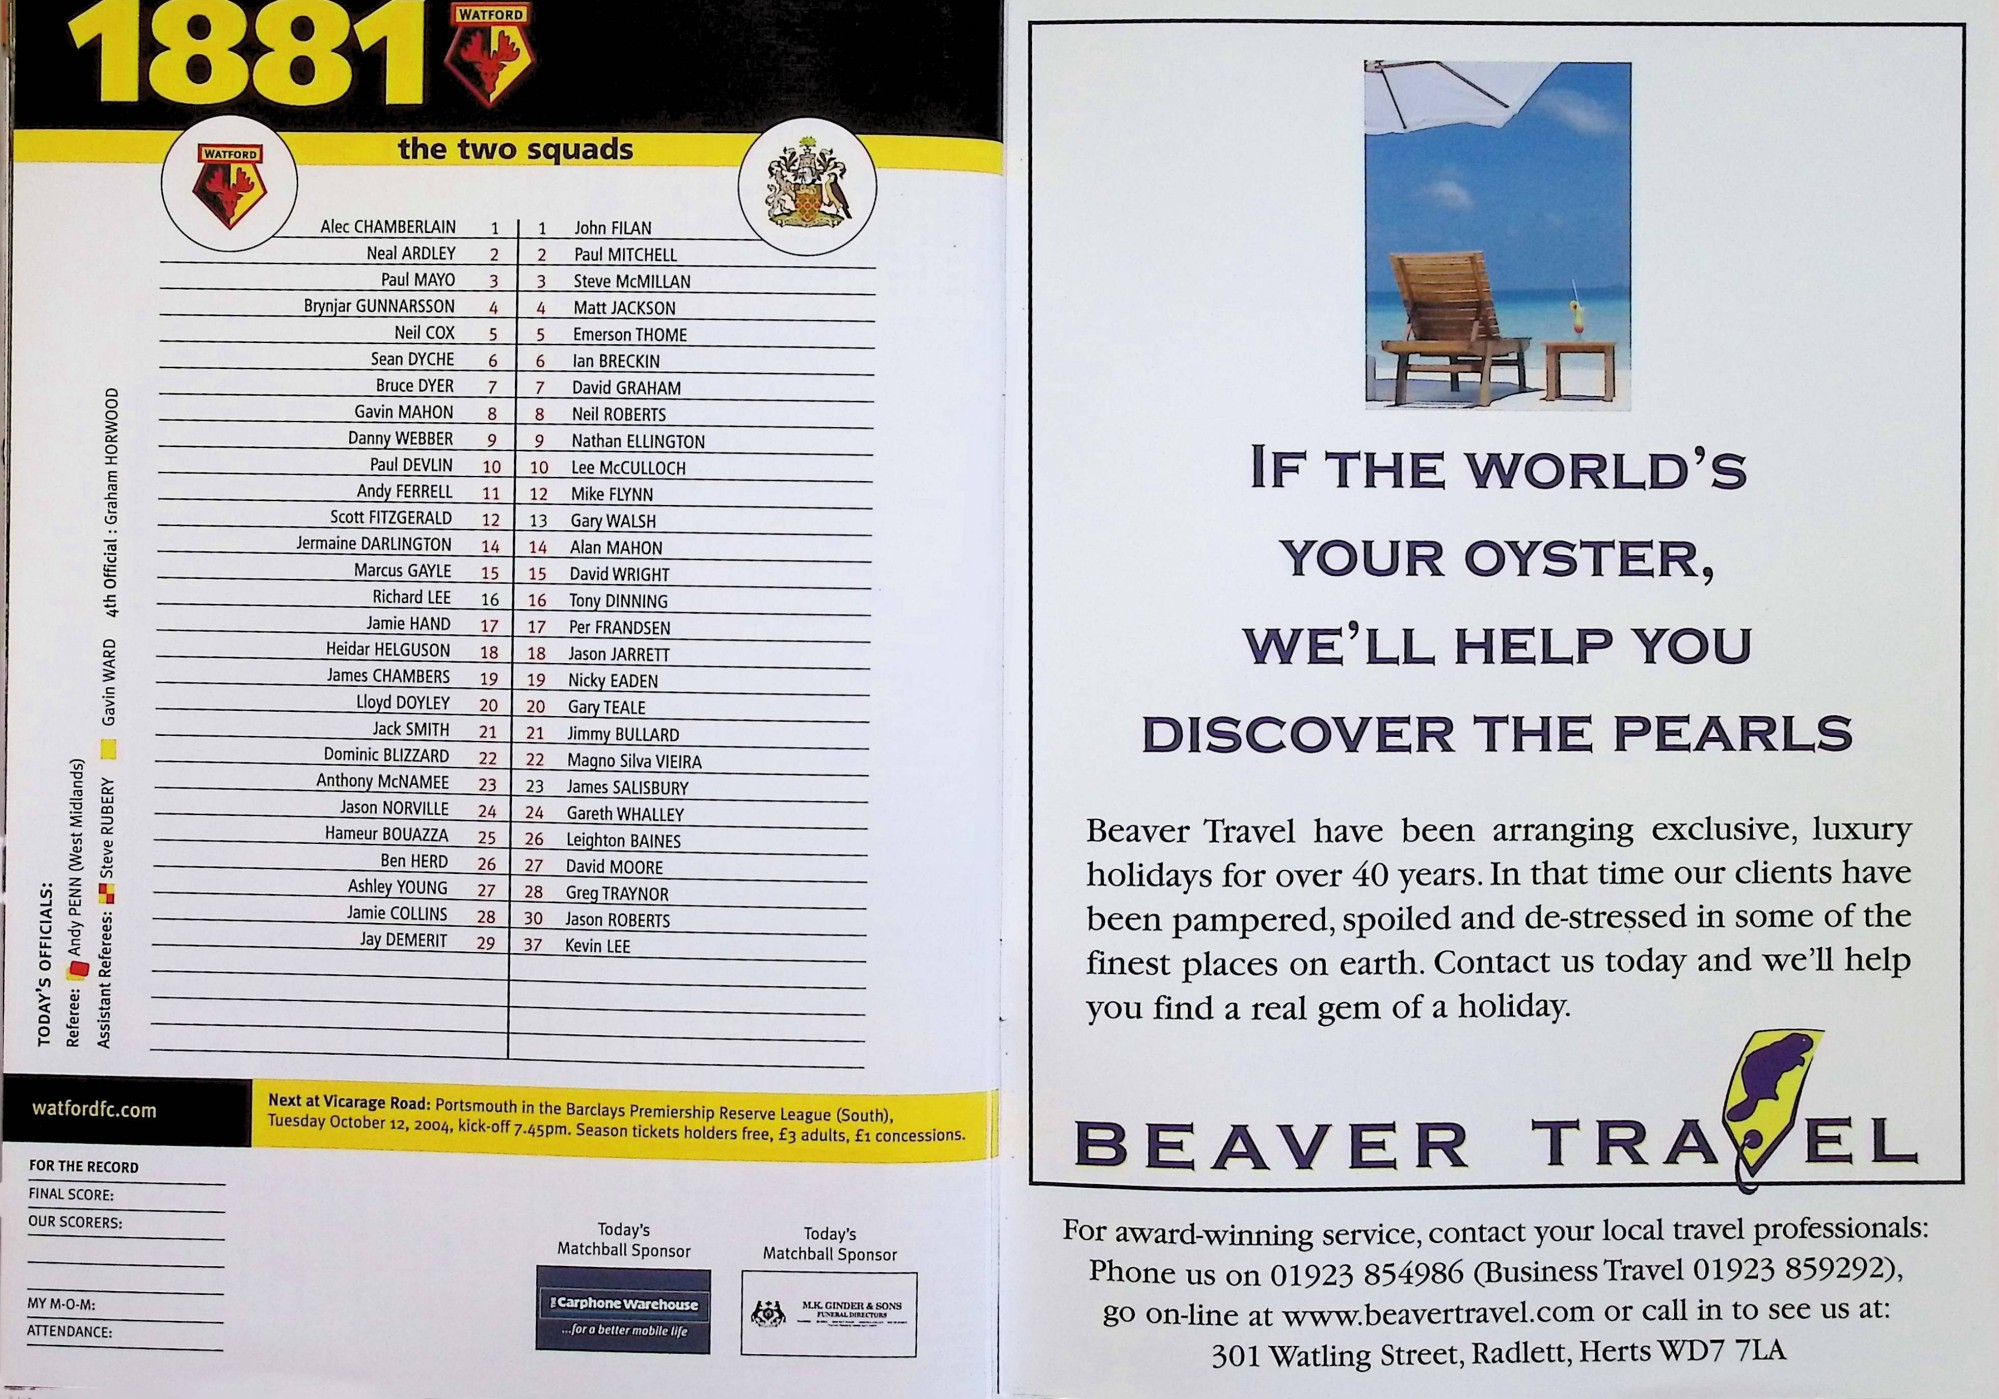 1881
WATFORD
the two squads
WATFORD
Alec CHAMBERLAIN 1 1 John FILAN
Neal ARDLEY 2 2 Paul MITCHELL
Paul MAYO 3 3 Steve McMILLAN
Brynjar GUNNARSSON 4 4 Matt JACKSON
Neil COX 5 5 Emerson THOME
Sean DYCHE 6 6 Ian BRECKIN
Bruce DYER 7 7 David GRAHAM
Gavin MAHON 8 8 Neil ROBERTS
Danny WEBBER 9 9 Nathan ELLINGTON
Paul DEVLIN 10 10 Lee McCULLOCH
Andy FERRELL 11 12 Mike FLYNN
Scott FITZGERALD 12 13 Gary WALSH
Jermaine DARLINGTON 14 14 Alan MAHON
Marcus GAYLE 15 15 David WRIGHT
Richard LEE 16 16 Tony DINNING
Jamie HAND 17 17 Per FRANDSEN
Heidar HELGUSON 18 18 Jason JARRETT
James CHAMBERS 19 19 Nicky EADEN
Lloyd DOYLEY 20 20 Gary TEALE
Jack SMITH 21 21 Jimmy BULLARD
Dominic BLIZZARD 22 22 Magno Silva VIEIRA
Anthony McNAMEE 23 23 James SALISBURY
Jason NORVILLE 24 24 Gareth WHALLEY
Hameur BOUAZZA 25 26 Leighton BAINES
Ben HERD 26 27 David MOORE
Ashley YOUNG 27 28 Greg TRAYNOR
Jamie COLLINS 28 30 Jason ROBERTS
Jay DEMERIT 29 37 Kevin LEE
TODAY'S OFFICIALS:
Referee: Andy PENN (West Midlands)
Assistant Referees: Steve RUBERY Gavin WARD 4th Official : Graham HORWOOD
watfordfc.com
Next at Vicarage Road: Portsmouth in the Barclays Premiership Reserve League (South),
Tuesday October 12, 2004, kick-off 7.45pm. Season tickets holders free, £3 adults, £1 concessions.
FOR THE RECORD
FINAL SCORE:
OUR SCORERS:
MY M-O-M:
ATTENDANCE:
Today's
Matchball Sponsor
The Carphone Warehouse
...for a better mobile life
Today's
Matchball Sponsor
M.K. GINDER & SONS
FUNERAL DIRECTORS
IF THE WORLD'S
YOUR OYSTER,
WE'LL HELP YOU
DISCOVER THE PEARLS
Beaver Travel have been arranging exclusive, luxury
holidays for over 40 years. In that time our clients have
been pampered, spoiled and de-stressed in some of the
finest places on earth. Contact us today and we'll help
you find a real gem of a holiday.
BEAVER TRAVEL
For award-winning service, contact your local travel professionals:
Phone us on 01923 854986 (Business Travel 01923 859292),
go on-line at www.beavertravel.com or call in to see us at:
301 Watling Street, Radlett, Herts WD7 7LA